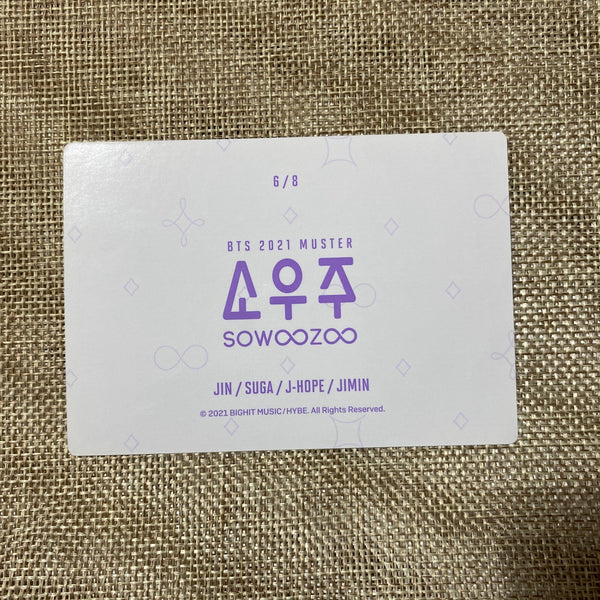 6/8
BTS 2021 MUSTER
소우주
SOWOOZOO
JIN / SUGA / J-HOPE / JIMIN
© 2021 BIGHIT MUSIC / HYBE. All Rights Reserved.